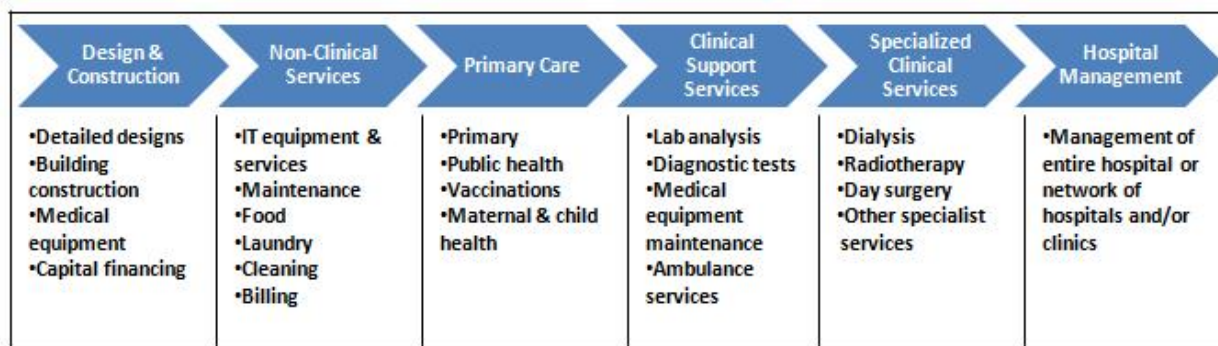 Design &
Construction
Non-Clinical
Services
Primary Care
Clinical
Support
Services
Specialized
Clinical
Services
Hospital
Management
•Detailed designs
•Building
construction
•Medical
equipment
•Capital financing
•IT equipment &
services
•Maintenance
•Food
•Laundry
•Cleaning
•Billing
•Primary
•Public health
•Vaccinations
•Maternal & child
health
•Lab analysis
•Diagnostic tests
•Medical
equipment
maintenance
•Ambulance
services
•Dialysis
•Radiotherapy
•Day surgery
•Other specialist
services
•Management of
entire hospital or
network of
hospitals and/or
clinics